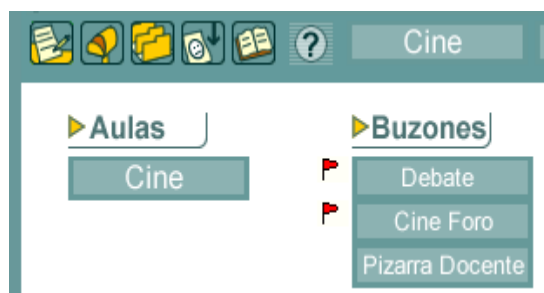 ? Cine
Aulas
Cine
Buzones
Debate
Cine Foro
Pizarra Docente